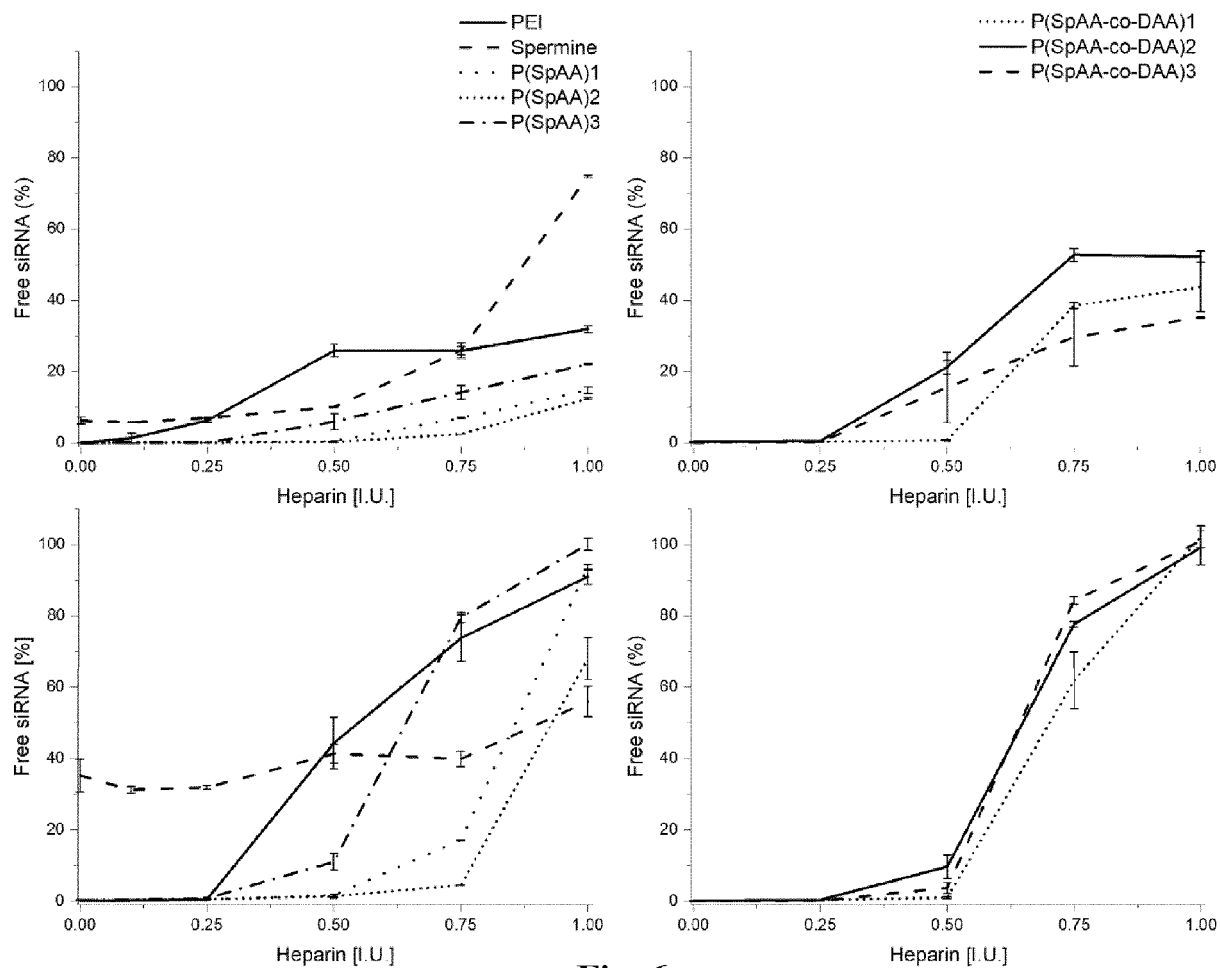 PEI
Spermine
P(SpAA)1
P(SpAA)2
P(SpAA)3
100
80
60
40
20
0
Free siRNA (%)
0.00 0.25 0.50 0.75 1.00
Heparin [I.U.]
P(SpAA-co-DAA)1
P(SpAA-co-DAA)2
P(SpAA-co-DAA)3
100
80
60
40
20
0
Free siRNA (%)
0.00 0.25 0.50 0.75 1.00
Heparin [I.U.]
100
80
60
40
20
0
Free siRNA [%]
0.00 0.25 0.50 0.75 1.00
Heparin [I.U.]
100
80
60
40
20
0
Free siRNA (%)
0.00 0.25 0.50 0.75 1.00
Heparin [I.U.]